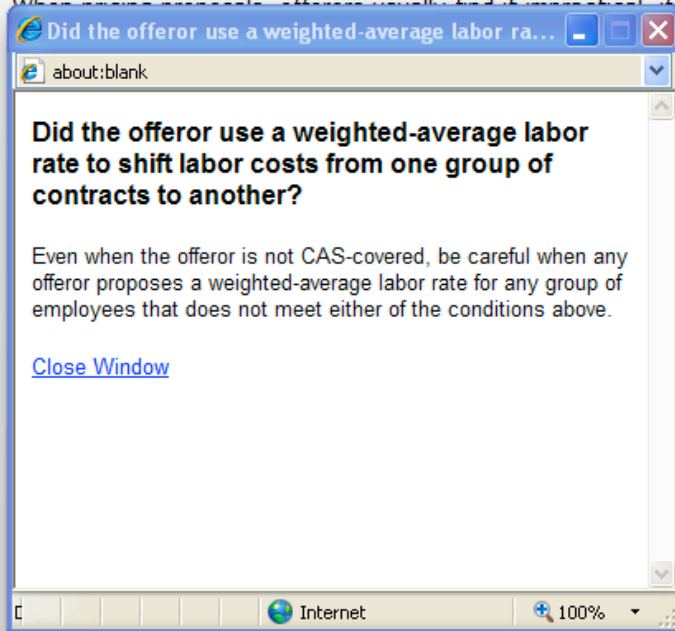 Did the offeror use a weighted-average labor ra...
about:blank
Did the offeror use a weighted-average labor
rate to shift labor costs from one group of
contracts to another?
Even when the offeror is not CAS-covered, be careful when any
offeror proposes a weighted-average labor rate for any group of
employees that does not meet either of the conditions above.
Close Window
Internet
100%